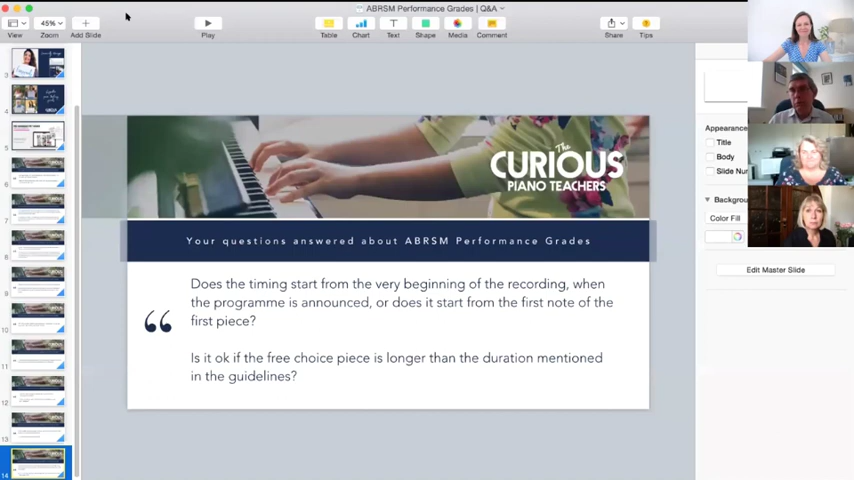 ABRSM Performance Grades | Q&A
45%
View
Zoom
Add Slide
Play
Table
Chart
Text
Shape
Media
Comment
Share
Tips
3
4
5
6
7
8
9
10
11
12
13
14
The
CURIOUS
PIANO TEACHERS
Your questions answered about ABRSM Performance Grades
Does the timing start from the very beginning of the recording, when
the programme is announced, or does it start from the first note of the
first piece?
Is it ok if the free choice piece is longer than the duration mentioned
in the guidelines?
Appearance
Title
Body
Slide Num
Backgrou
Color Fill
Edit Master Slide